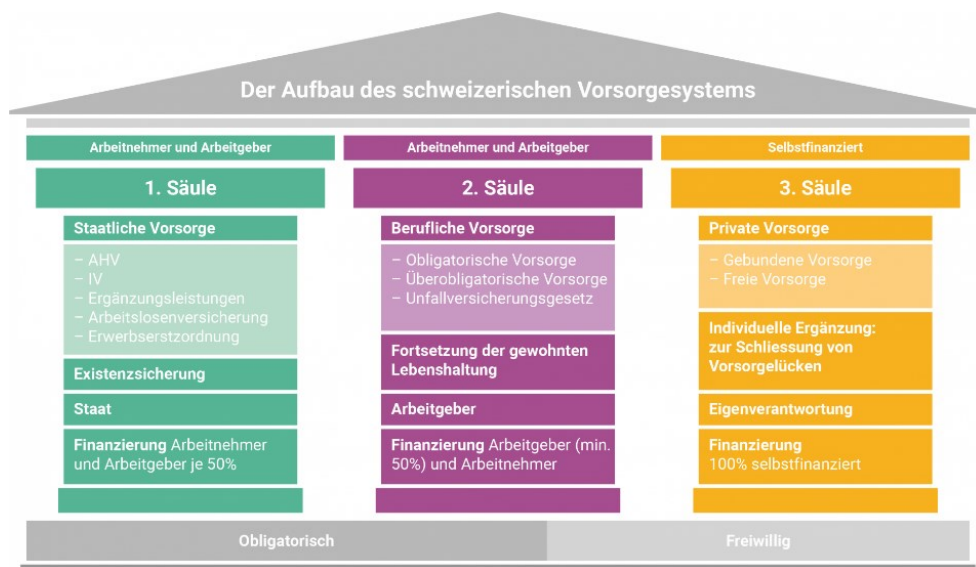 Der Aufbau des schweizerischen Vorsorgesystems
Arbeitnehmer und Arbeitgeber
1. Säule
Staatliche Vorsorge
– AHV
– IV
– Ergänzungsleistungen
– Arbeitslosenversicherung
– Erwerbserstzordnung
Existenzsicherung
Staat
Finanzierung Arbeitnehmer
und Arbeitgeber je 50%
Arbeitnehmer und Arbeitgeber
2. Säule
Berufliche Vorsorge
– Obligatorische Vorsorge
– Überobligatorische Vorsorge
– Unfallversicherungsgesetz
Fortsetzung der gewohnten
Lebenshaltung
Arbeitgeber
Finanzierung Arbeitgeber (min.
50%) und Arbeitnehmer
Selbstfinanziert
3. Säule
Private Vorsorge
– Gebundene Vorsorge
– Freie Vorsorge
Individuelle Ergänzung:
zur Schliessung von
Vorsorgelücken
Eigenverantwortung
Finanzierung
100% selbstfinanziert
Obligatorisch
Freiwillig